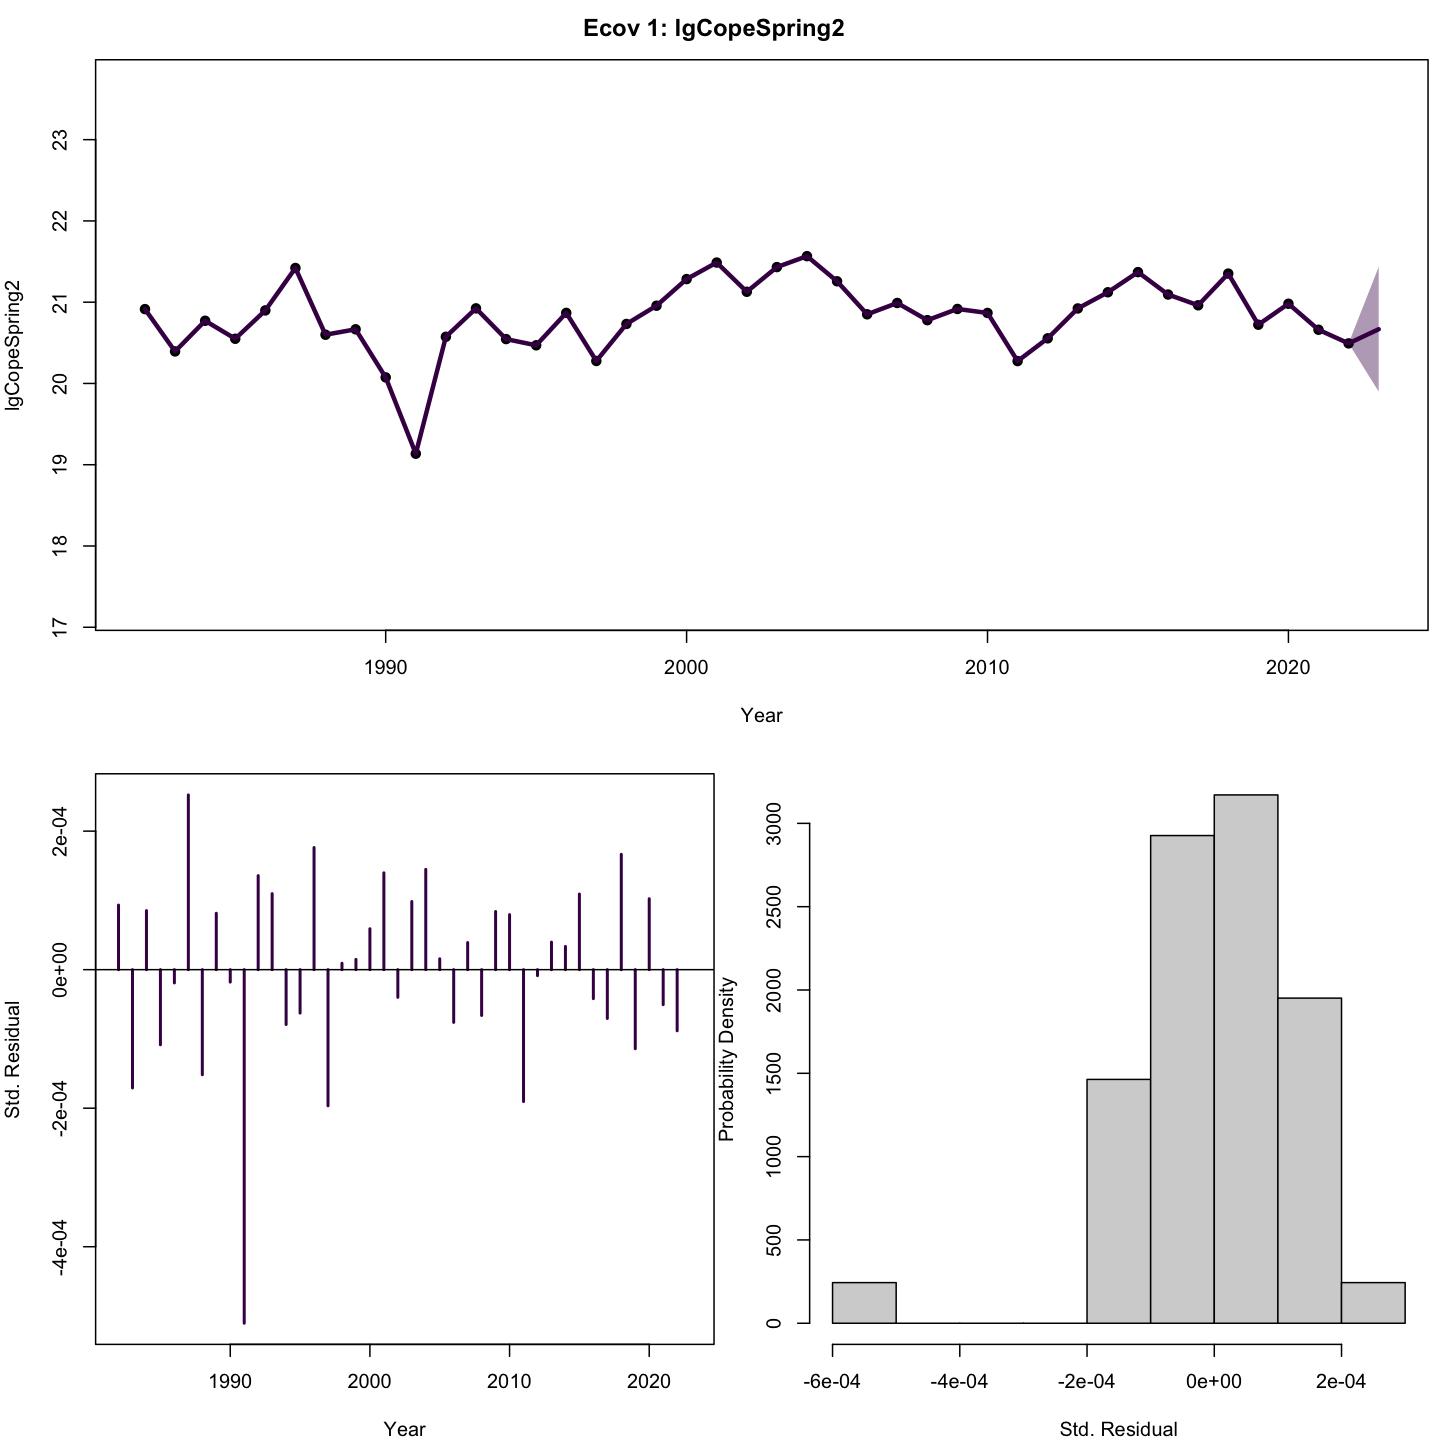 Ecov 1: lgCopeSpring2
23
22
21
20
19
18
17
lgCopeSpring2
1990 2000 2010 2020
Year
2e-04
0e+00
-2e-04
-4e-04
Std. Residual
1990 2000 2010 2020
Year
3000
2500
2000
1500
1000
500
0
Probability Density
-6e-04 -4e-04 -2e-04 0e+00 2e-04
Std. Residual